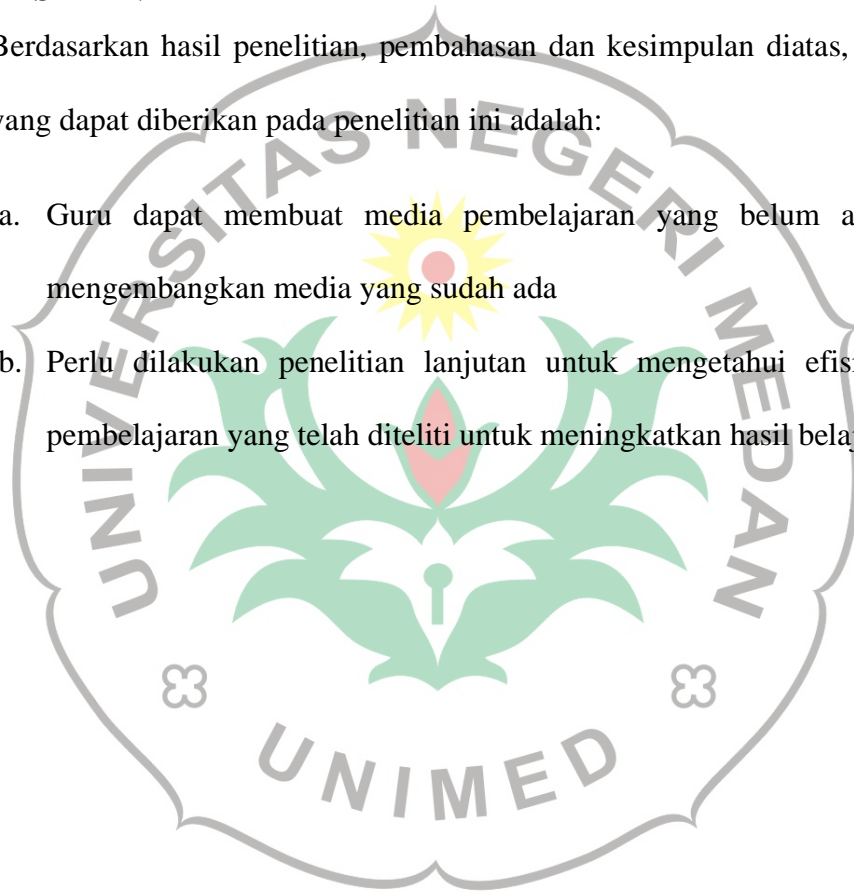 Berdasarkan hasil penelitian, pembahasan dan kesimpulan diatas,
yang dapat diberikan pada penelitian ini adalah:
a. Guru dapat membuat media pembelajaran yang belum a
mengembangkan media yang sudah ada
b. Perlu dilakukan penelitian lanjutan untuk mengetahui efisi
pembelajaran yang telah diteliti untuk meningkatkan hasil belaj
UNIVERSITAS NEGERI MEDAN
UNIMED